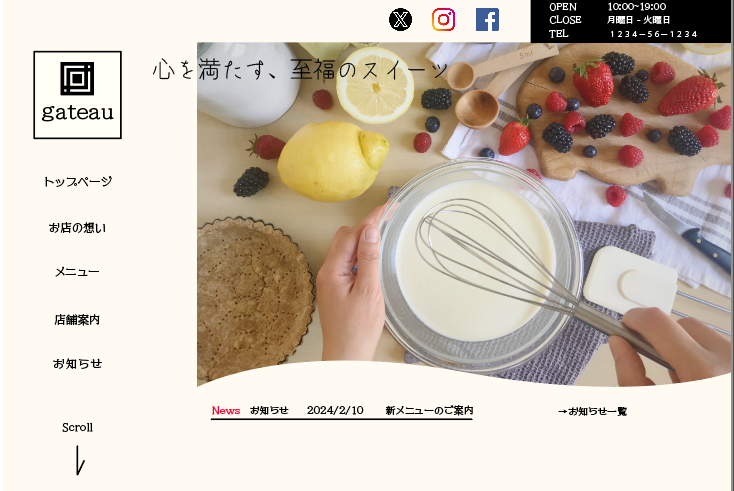 OPEN 10:00~19:00
CLOSE 月曜日 - 火曜日
TEL 1234-56-1234
gateau
心を満たす、至福のスイーツ
トップページ
お店の想い
メニュー
店舗案内
お知らせ
Scroll
News お知らせ 2024/2/10 新メニューのご案内
→お知らせ一覧